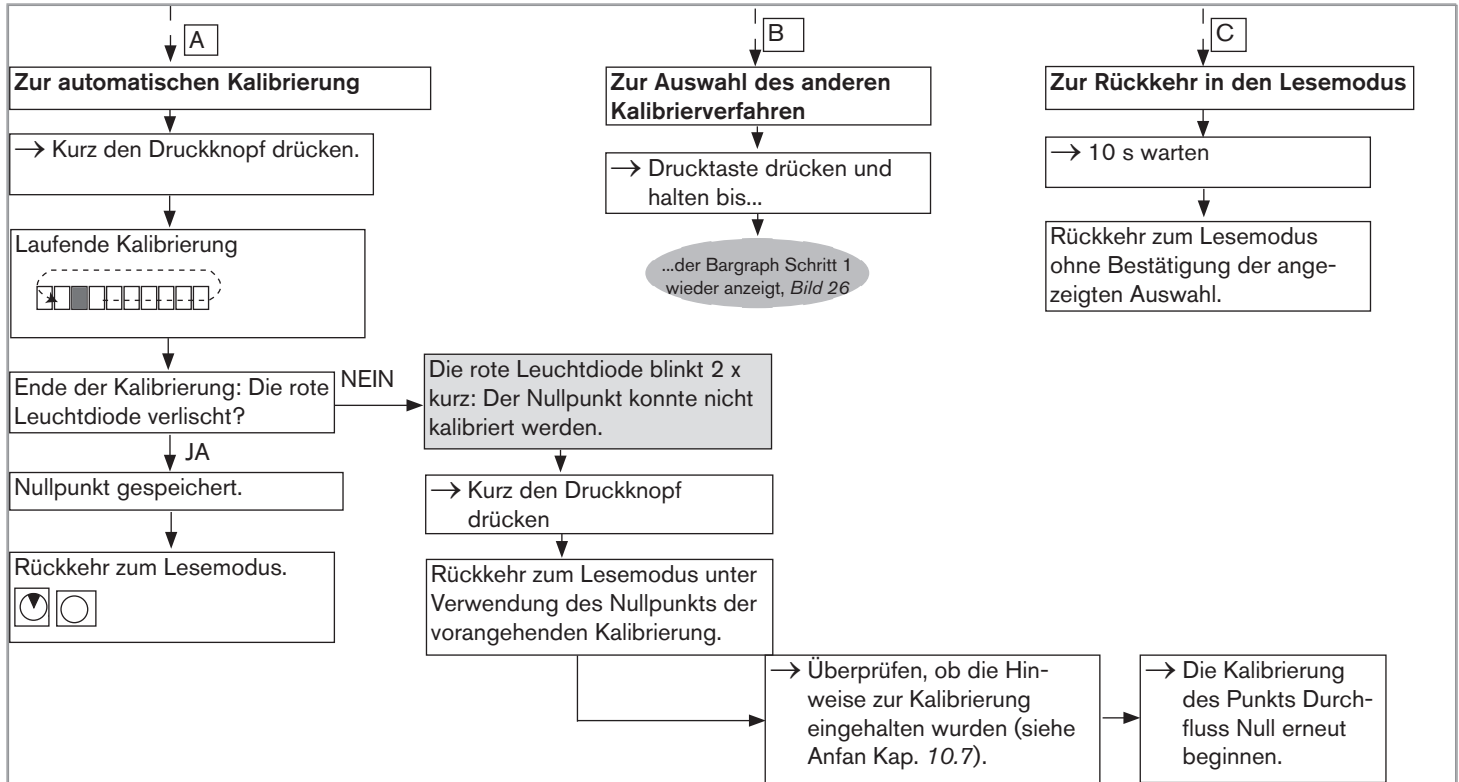 A
Zur automatischen Kalibrierung
→ Kurz den Druckknopf drücken.
Laufende Kalibrierung
Ende der Kalibrierung: Die rote
Leuchtdiode verlischt?
NEIN
JA
Nullpunkt gespeichert.
Rückkehr zum Lesemodus.
Die rote Leuchtdiode blinkt 2 x
kurz: Der Nullpunkt konnte nicht
kalibriert werden.
→ Kurz den Druckknopf
drücken
Rückkehr zum Lesemodus unter
Verwendung des Nullpunkts der
vorangehenden Kalibrierung.
→ Überprüfen, ob die Hin-
weise zur Kalibrierung
eingehalten wurden (siehe
Anfan Kap. 10.7).
→ Die Kalibrierung
des Punkts Durch-
fluss Null erneut
beginnen.
B
Zur Auswahl des anderen
Kalibrierverfahren
→ Drucktaste drücken und
halten bis...
...der Bargraph Schritt 1
wieder anzeigt, Bild 26
C
Zur Rückkehr in den Lesemodus
→ 10 s warten
Rückkehr zum Lesemodus
ohne Bestätigung der ange-
zeigten Auswahl.